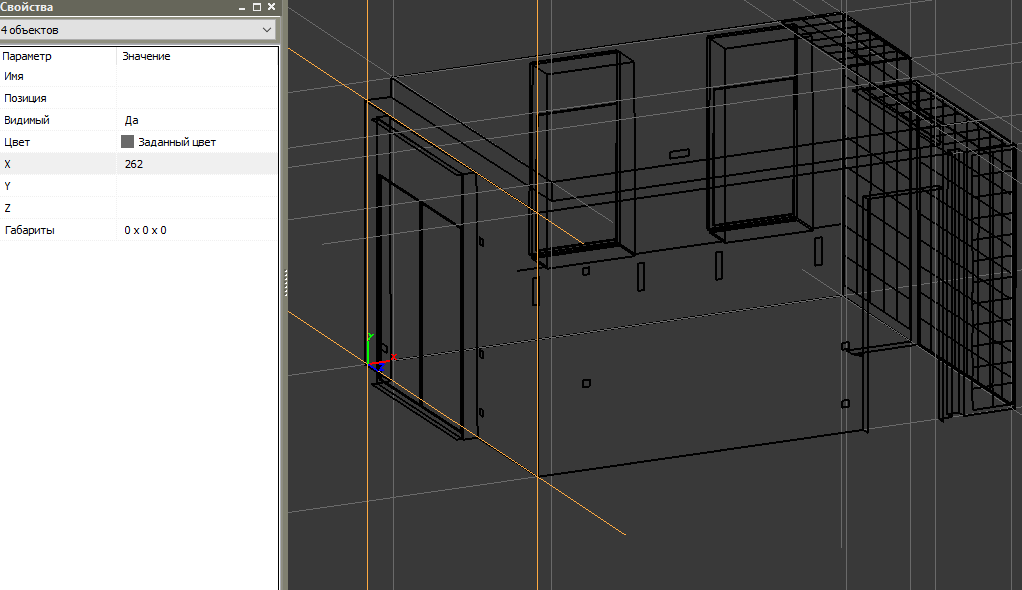 Свойства
4 объектов
Параметр Значение
Имя
Позиция
Видимый Да
Цвет Заданный цвет
X 262
Y
Z
Габариты 0 x 0 x 0
Y
X
Z